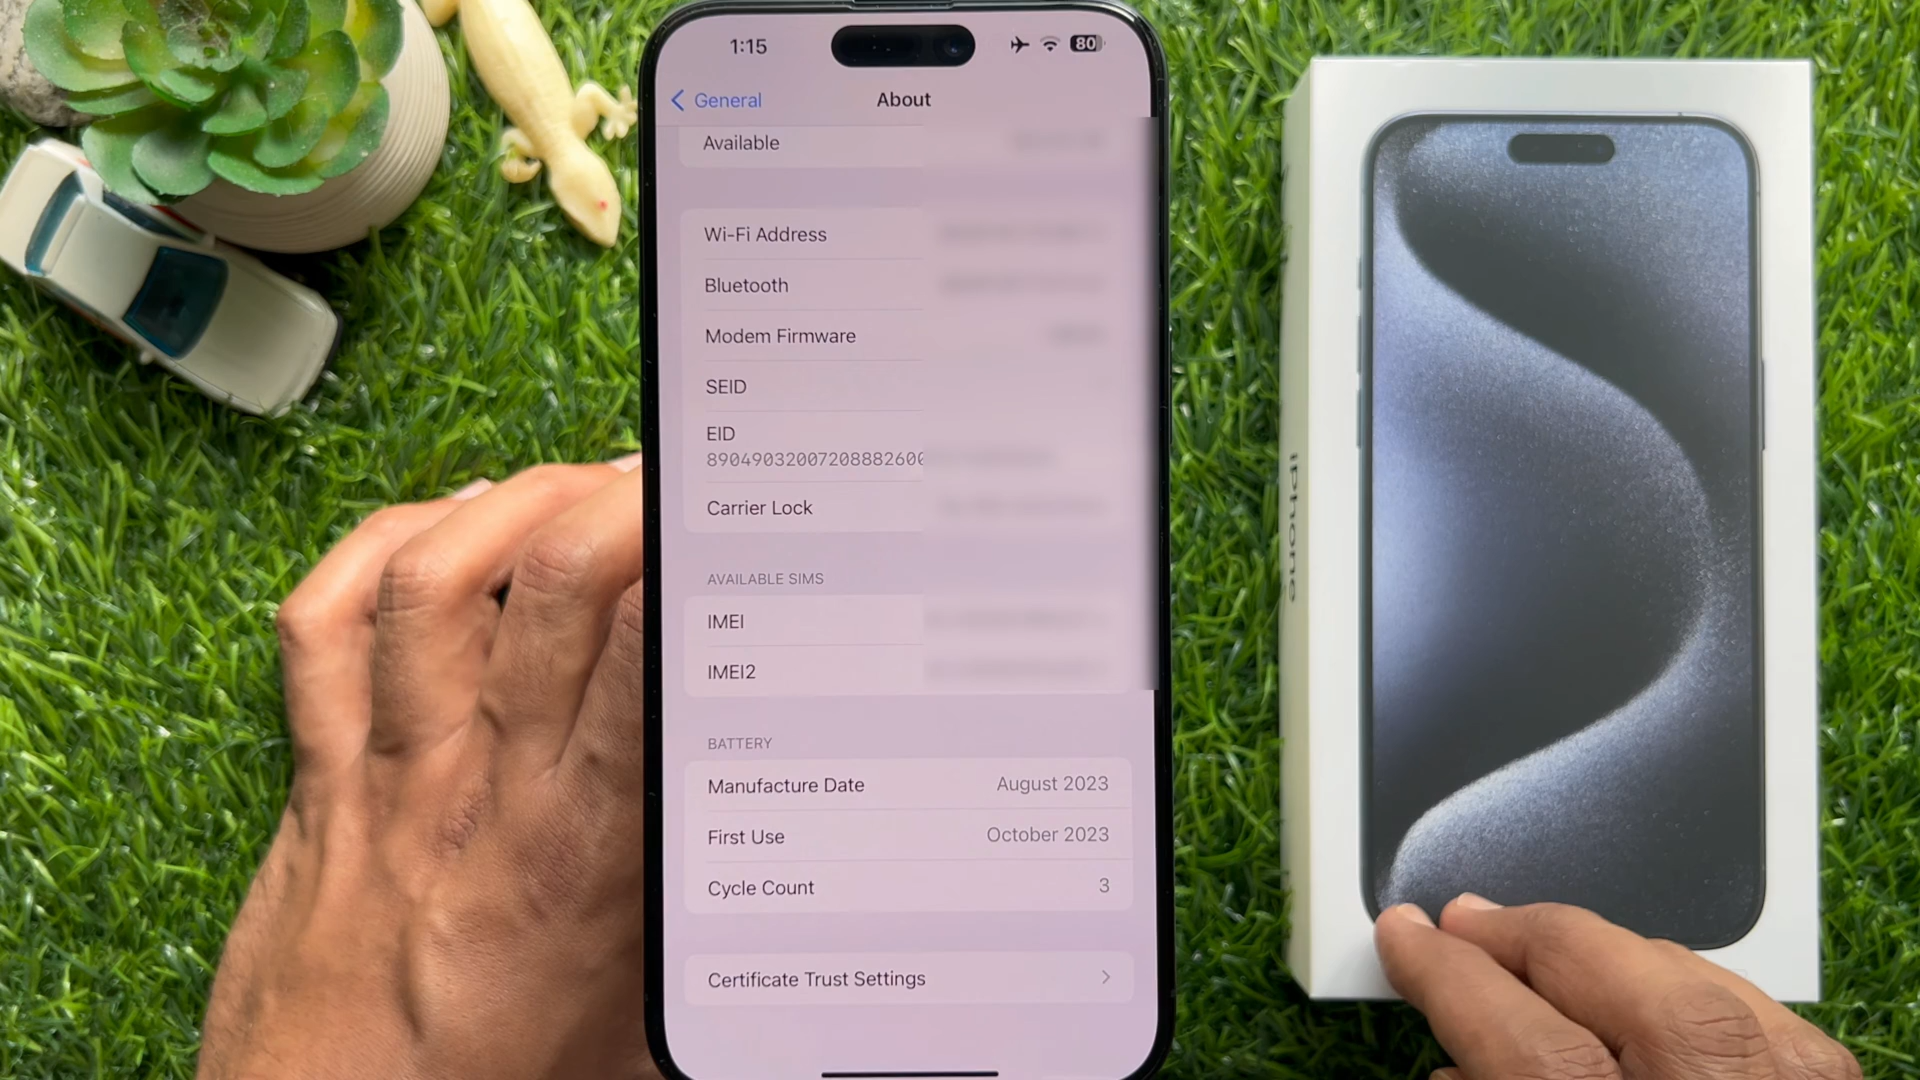 1:15
80
General
About
Available
Wi-Fi Address
Bluetooth
Modem Firmware
SEID
EID
89049032007208882600
Carrier Lock
AVAILABLE SIMS
IMEI
IMEI2
BATTERY
Manufacture Date August 2023
First Use October 2023
Cycle Count 3
Certificate Trust Settings
iPhone